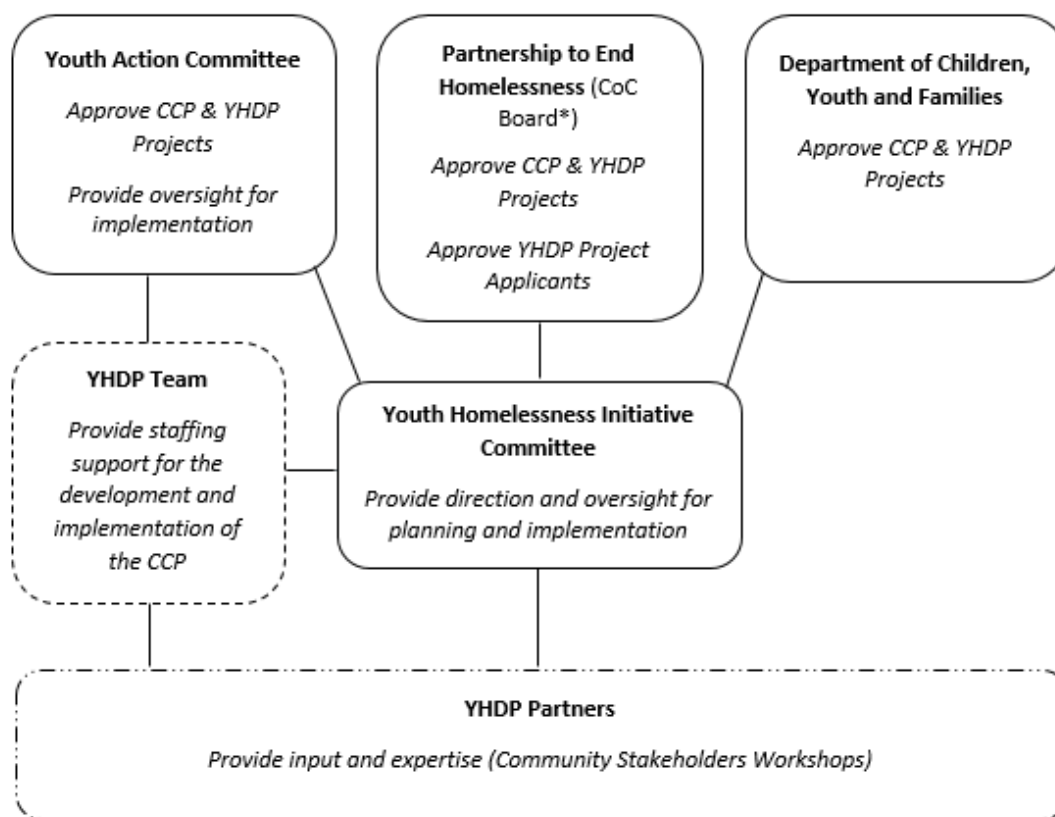 Youth Action Committee
Approve CCP & YHDP
Projects
Provide oversight for
implementation
Partnership to End
Homelessness (CoC
Board*)
Approve CCP & YHDP
Projects
Approve YHDP Project
Applicants
Department of Children,
Youth and Families
Approve CCP & YHDP
Projects
YHDP Team
Provide staffing
support for the
development and
implementation of
the CCP
Youth Homelessness Initiative
Committee
Provide direction and oversight for
planning and implementation
YHDP Partners
Provide input and expertise (Community Stakeholders Workshops)